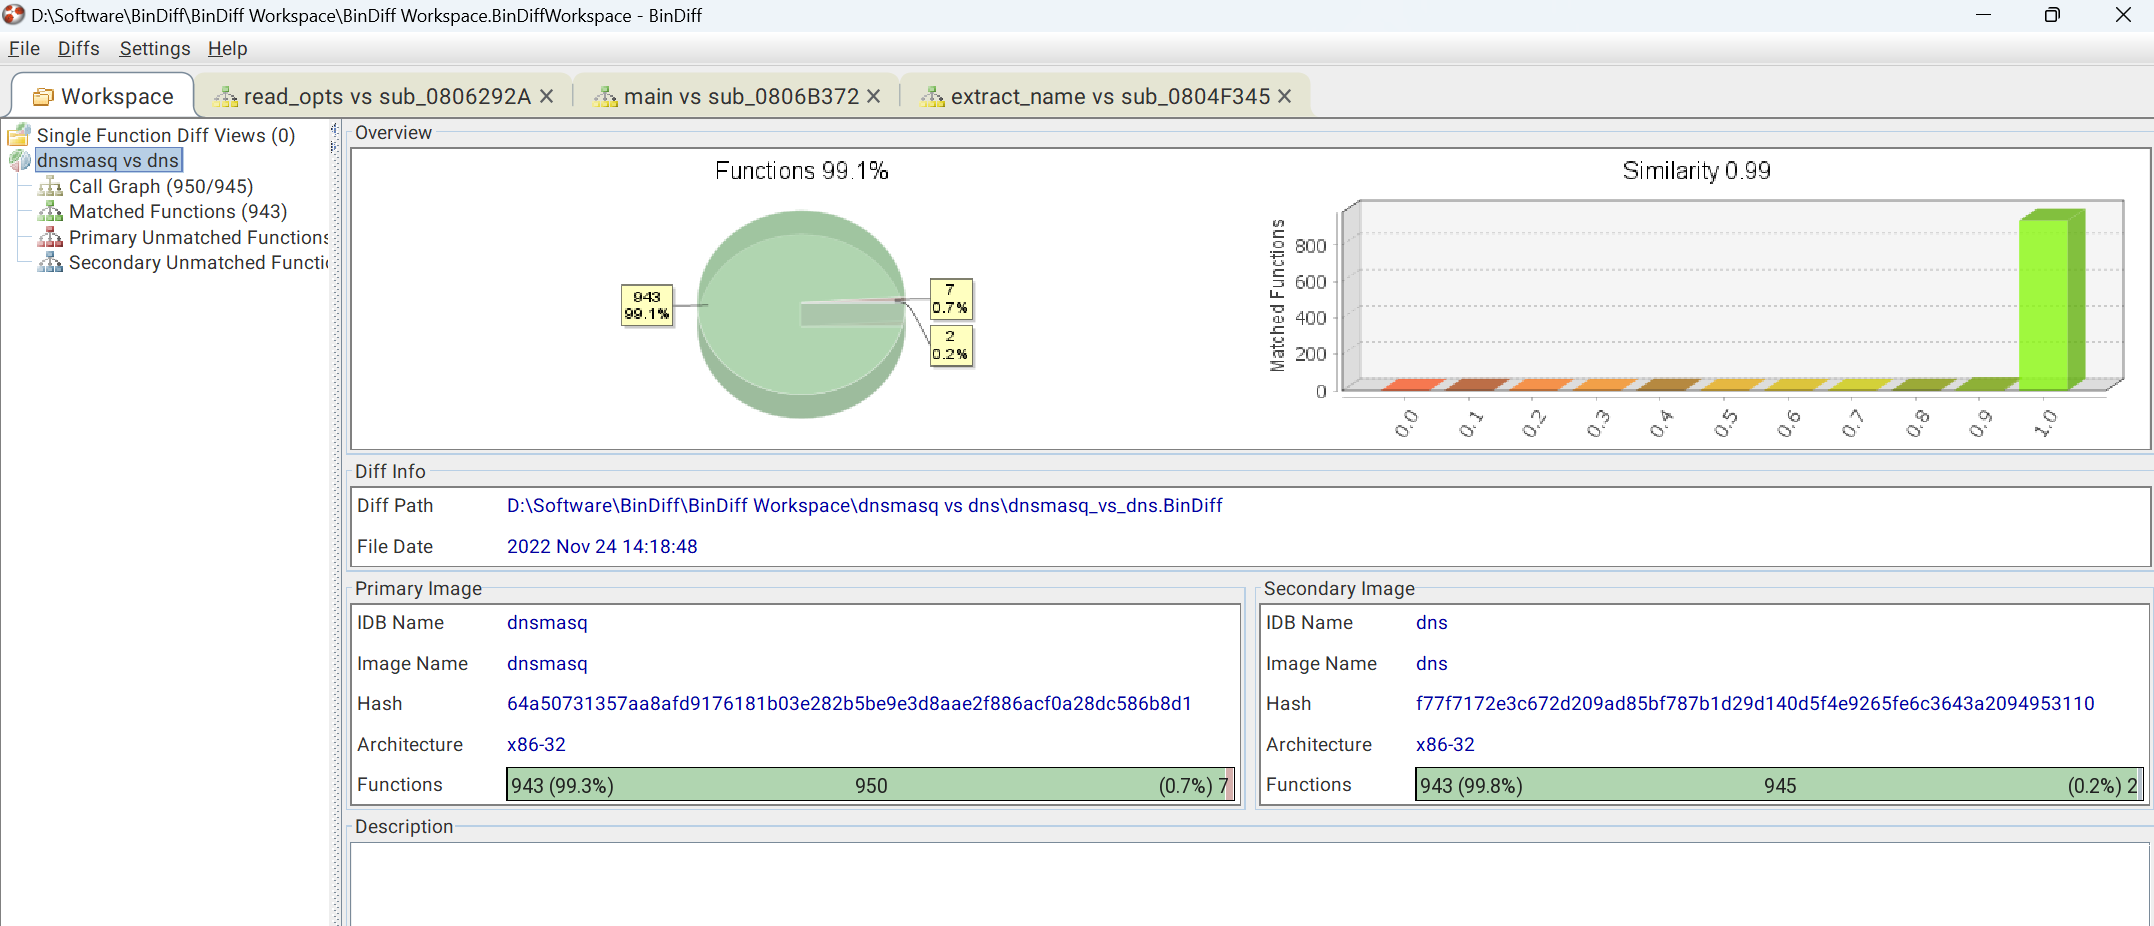 D:\Software\BinDiff\BinDiff Workspace\BinDiff Workspace.BinDiffWorkspace - BinDiff
File Diffs Settings Help
Workspace read_opts vs sub_0806292A main vs sub_0806B372 extract_name vs sub_0804F345
Single Function Diff Views (0)
dnsmasq vs dns
Call Graph (950/945)
Matched Functions (943)
Primary Unmatched Functions
Secondary Unmatched Functi
Overview
Functions 99.1%
943
99.1%
7
0.7%
2
0.2%
Similarity 0.99
Matched Functions
800
600
400
200
0
0.0 0.1 0.2 0.3 0.4 0.5 0.6 0.7 0.8 0.9 1.0
Diff Info
Diff Path D:\Software\BinDiff\BinDiff Workspace\dnsmasq vs dns\dnsmasq_vs_dns.BinDiff
File Date 2022 Nov 24 14:18:48
Primary Image
IDB Name dnsmasq
Image Name dnsmasq
Hash 64a50731357aa8afd9176181b03e282b5be9e3d8aae2f886acf0a28dc586b8d1
Architecture x86-32
Functions 943 (99.3%) 950 (0.7%) 7
Secondary Image
IDB Name dns
Image Name dns
Hash f77f7172e3c672d209ad85bf787b1d29d140d5f4e9265fe6c3643a2094953110
Architecture x86-32
Functions 943 (99.8%) 945 (0.2%) 2
Description